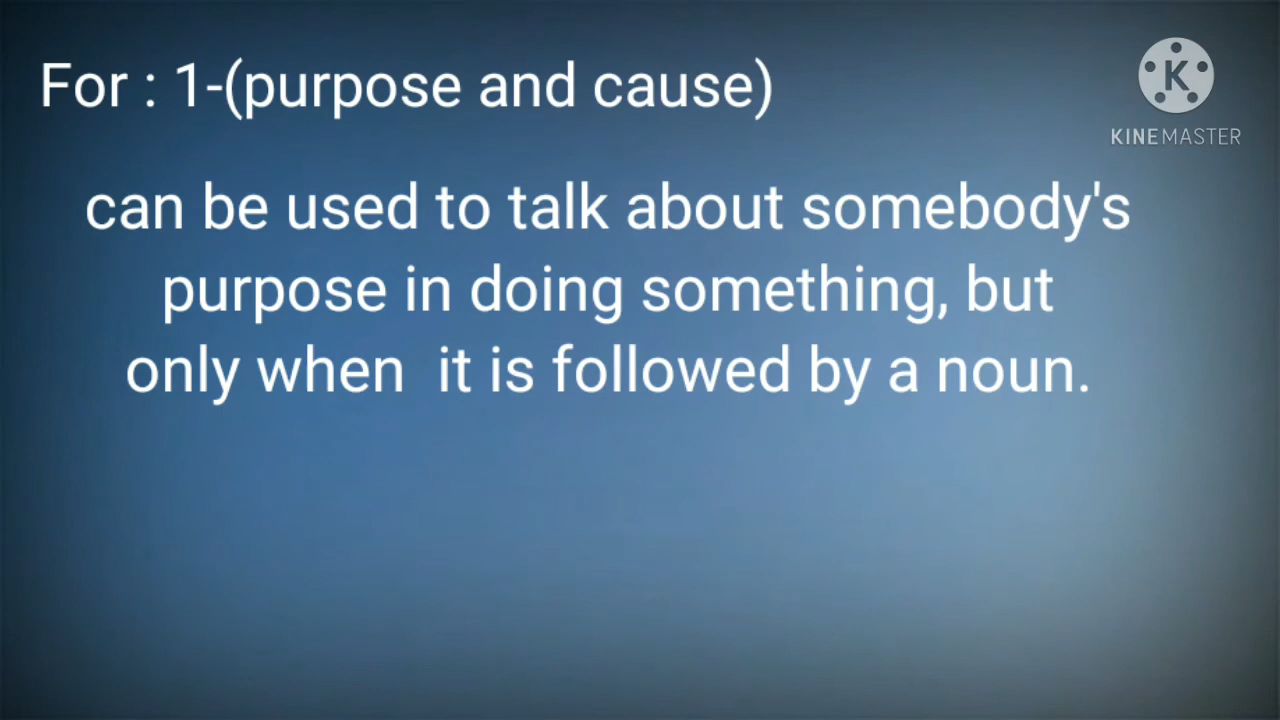 For : 1-(purpose and cause)
K
KINEMASTER
can be used to talk about somebody's
purpose in doing something, but
only when  it is followed by a noun.